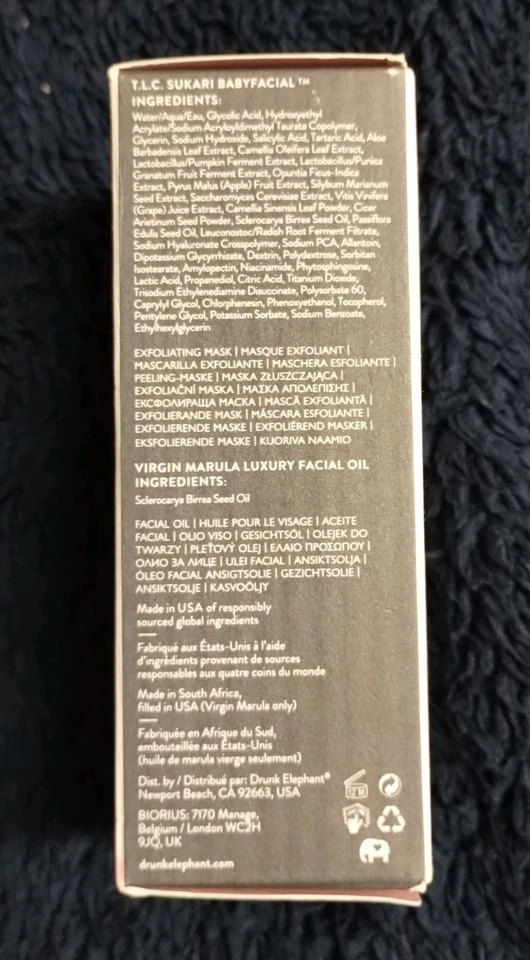 T.L.C. SUKARI BABYFACIAL™
INGREDIENTS:
Water/Aqua/Eau, Glycolic Acid, Hydroxyethyl
Acrylate/Sodium Acryloyldimethyl Taurate Copolymer,
Glycerin, Sodium Hydroxide, Salicylic Acid, Tartaric Acid, Aloe
Barbadensis Leaf Extract, Camellia Oleifera Leaf Extract,
Lactobacillus/Pumpkin Ferment Extract, Lactobacillus/Punica
Granatum Fruit Ferment Extract, Opuntia Ficus-Indica
Extract, Pyrus Malus (Apple) Fruit Extract, Silybum Marianum
Seed Extract, Saccharomyces Cerevisiae Extract, Vitis Vinifera
(Grape) Juice Extract, Camellia Sinensis Leaf Powder, Cicer
Arietinum Seed Powder, Sclerocarya Birrea Seed Oil, Passiflora
Edulis Seed Oil, Leuconostoc/Radish Root Ferment Filtrate,
Sodium Hyaluronate Crosspolymer, Sodium PCA, Allantoin,
Dipotassium Glycyrrhizate, Dextrin, Polydextrose, Sorbitan
Isostearate, Amylopectin, Niacinamide, Phytosphingosine,
Lactic Acid, Propanediol, Citric Acid, Titanium Dioxide,
Trisodium Ethylenediamine Disuccinate, Polysorbate 60,
Caprylyl Glycol, Chlorphenesin, Phenoxyethanol, Tocopherol,
Pentylene Glycol, Potassium Sorbate, Sodium Benzoate,
Ethylhexylglycerin
EXFOLIATING MASK | MASQUE EXFOLIANT |
MASCARILLA EXFOLIANTE | MASCHERA ESFOLIANTE |
PEELING-MASKE | MASKA ZŁUSZCZAJĄCA |
EXFOLIAČNÍ MASKA | ΜΑΣΚΑ ΑΠΟΛΕΠΙΣΗΣ |
ЕКСФОЛИРАЩА МАСКА | MASCĂ EXFOLIANTĂ |
EXFOLIERANDE MASK | MÁSCARA ESFOLIANTE |
EXFOLIERENDE MASKE | EXFOLIËREND MASKER |
EKSFOLIERENDE MASKE | KUORIVA NAAMIO
VIRGIN MARULA LUXURY FACIAL OIL
INGREDIENTS:
Sclerocarya Birrea Seed Oil
FACIAL OIL | HUILE POUR LE VISAGE | ACEITE
FACIAL | OLIO VISO | GESICHTSÖL | OLEJEK DO
TWARZY | PLEŤOVÝ OLEJ | ΕΛΑΙΟ ΠΡΟΣΩΠΟΥ |
ОЛИО ЗА ЛИЦЕ | ULEI FACIAL | ANSIKTSOLJA |
ÓLEO FACIAL ANSIGTSOLIE | GEZICHTSOLIE |
ANSIKTSOLJE | KASVOÖLJY
Made in USA of responsibly
sourced global ingredients
Fabriqué aux États-Unis à l'aide
d'ingrédients provenant de sources
responsables aux quatre coins du monde
Made in South Africa,
filled in USA (Virgin Marula only)
Fabriquée en Afrique du Sud,
embouteillée aux États-Unis
(huile de marula vierge seulement)
Dist. by / Distribué par: Drunk Elephant®
Newport Beach, CA 92663, USA
12 M
BIORIUS: 7170 Manage,
Belgium / London WC2H
9JQ, UK
drunkelephant.com